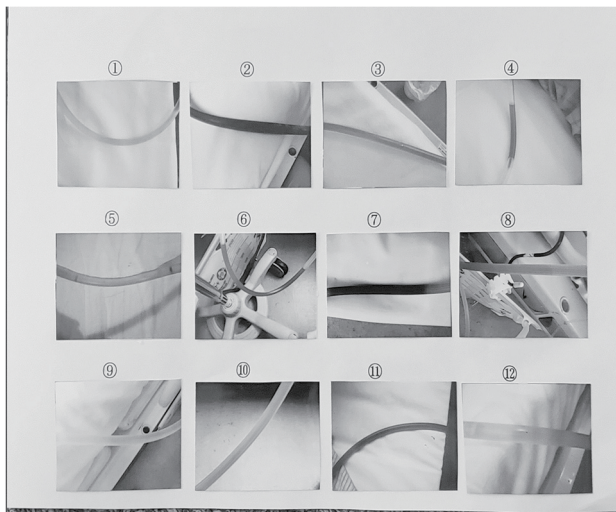 ① ② ③ ④
⑤ ⑥ ⑦ ⑧
⑨ ⑩ ⑪ ⑫